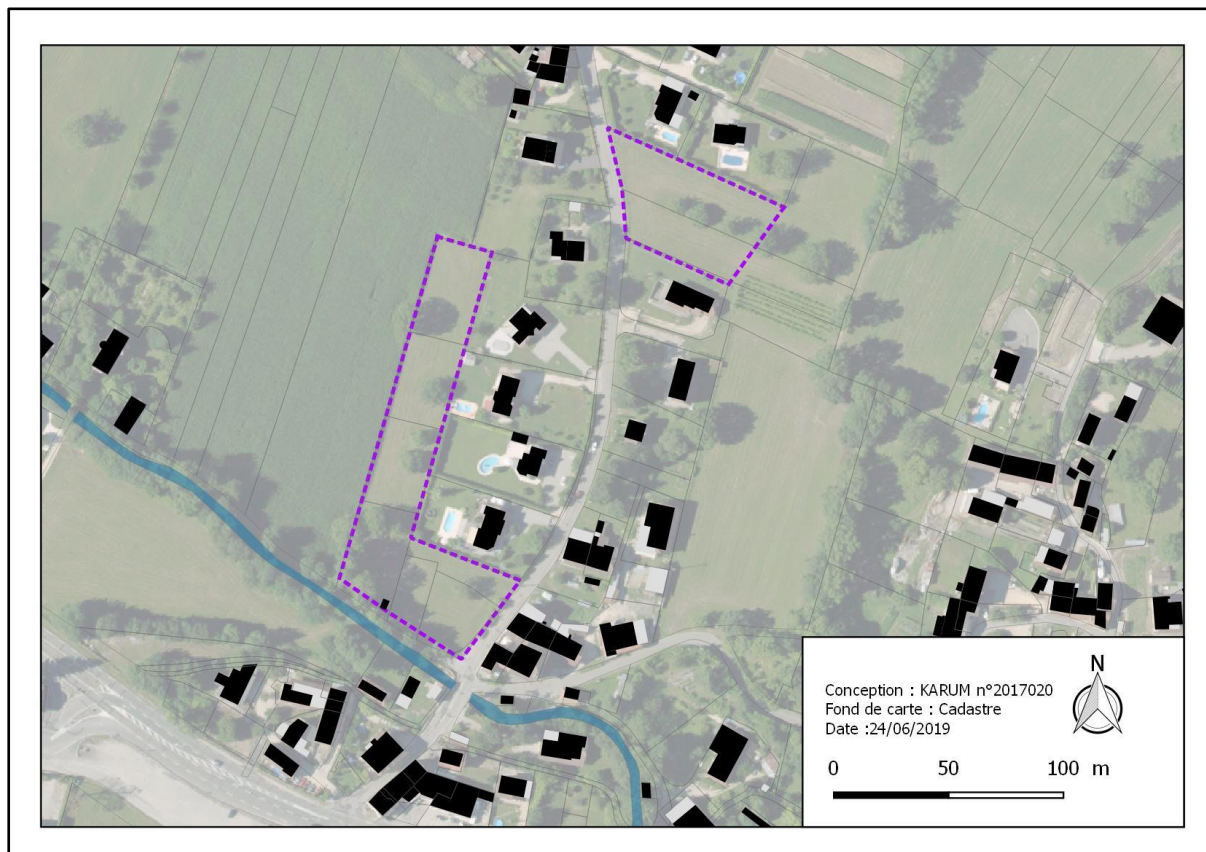 N
Conception : KARUM n°2017020
Fond de carte : Cadastre
Date :24/06/2019
0 50 100 m